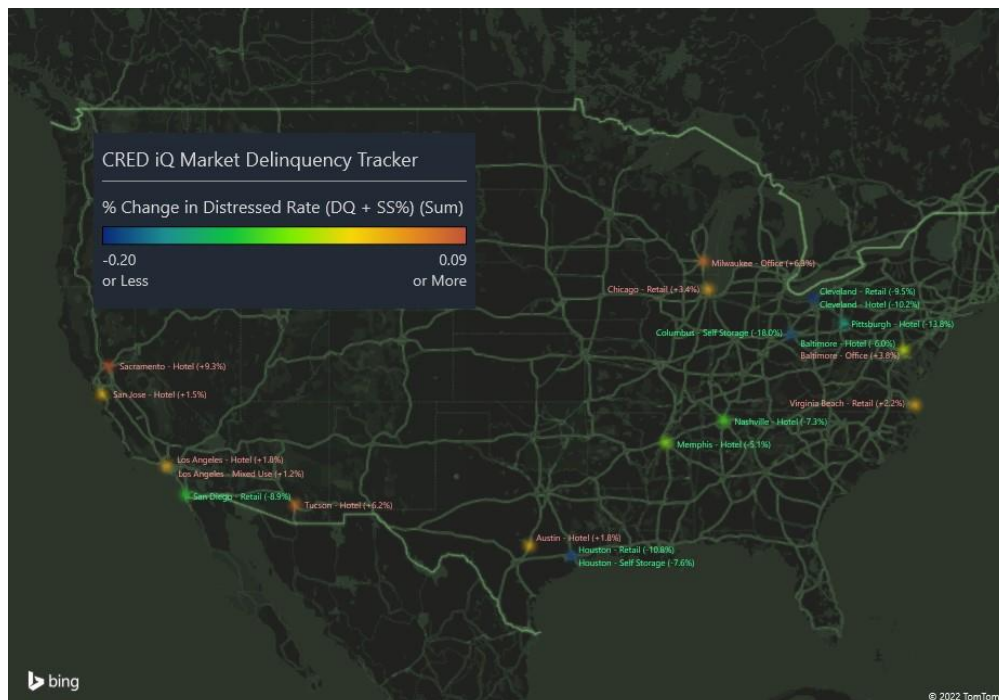 CRED iQ Market Delinquency Tracker
% Change in Distressed Rate (DQ + SS%) (Sum)
-0.20
or Less
0.09
or More
Milwaukee - Office (+6.3%)
Chicago - Retail (+3.4%)
Cleveland - Retail (-9.5%)
Cleveland - Hotel (-10.2%)
Pittsburgh - Hotel (-13.8%)
Columbus - Self Storage (-18.0%)
Baltimore - Hotel (-6.0%)
Baltimore - Office (+3.8%)
Sacramento - Hotel (+9.3%)
San Jose - Hotel (+1.5%)
Virginia Beach - Retail (+2.2%)
Nashville - Hotel (-7.3%)
Memphis - Hotel (-5.1%)
Los Angeles - Hotel (+1.8%)
Los Angeles - Mixed Use (+1.2%)
San Diego - Retail (-8.9%)
Tucson - Hotel (+6.2%)
Austin - Hotel (+1.8%)
Houston - Retail (-10.8%)
Houston - Self Storage (-7.6%)
bing
© 2022 TomTom